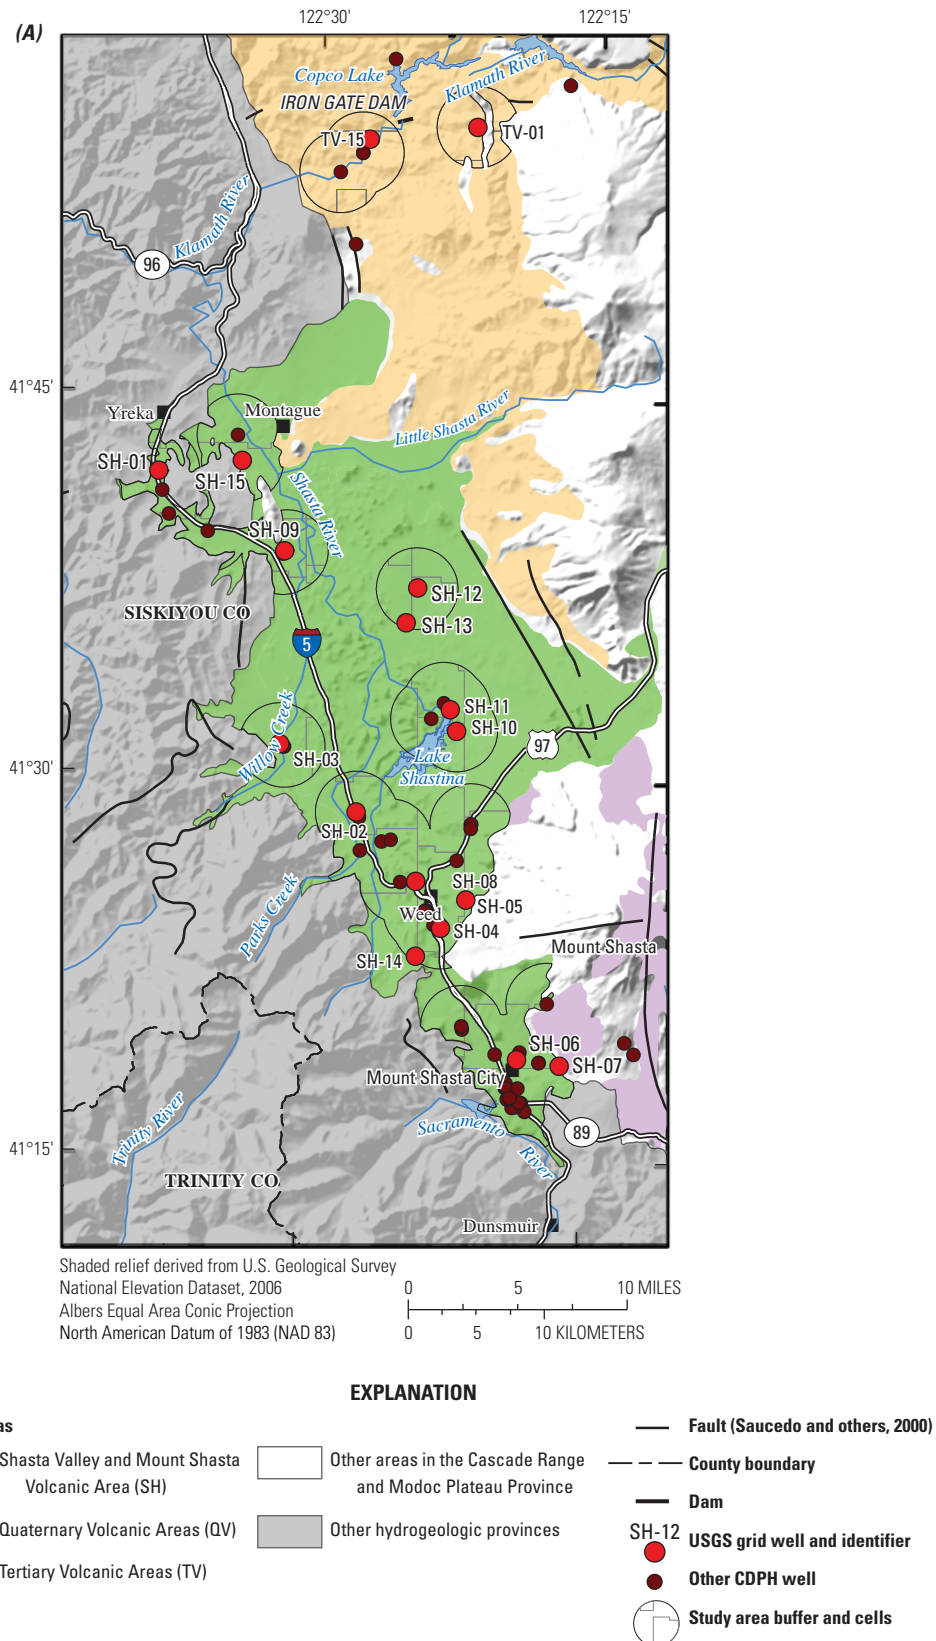 (A)
122°30'
122°15'
Copco Lake
Klamath River
IRON GATE DAM
TV-15
TV-01
Klamath River
96
41°45'
Yreka
Montague
Little Shasta River
SH-01
SH-15
Shasta River
SH-09
SH-12
SISKIYOU CO
SH-13
5
SH-11
SH-10
Willow Creek
97
SH-03
Lake
Shastina
41°30'
SH-02
SH-08
Parks Creek
Weed
SH-05
SH-04
Mount Shasta
SH-14
SH-06
SH-07
Mount Shasta City
Trinity River
Sacramento
River
89
41°15'
TRINITY CO
Dunsmuir
Shaded relief derived from U.S. Geological Survey
National Elevation Dataset, 2006
Albers Equal Area Conic Projection
North American Datum of 1983 (NAD 83)
0 5 10 MILES
0 5 10 KILOMETERS
EXPLANATION
as
Shasta Valley and Mount Shasta
Volcanic Area (SH)
Quaternary Volcanic Areas (QV)
Tertiary Volcanic Areas (TV)
Other areas in the Cascade Range
and Modoc Plateau Province
Other hydrogeologic provinces
Fault (Saucedo and others, 2000)
County boundary
Dam
SH-12
USGS grid well and identifier
Other CDPH well
Study area buffer and cells